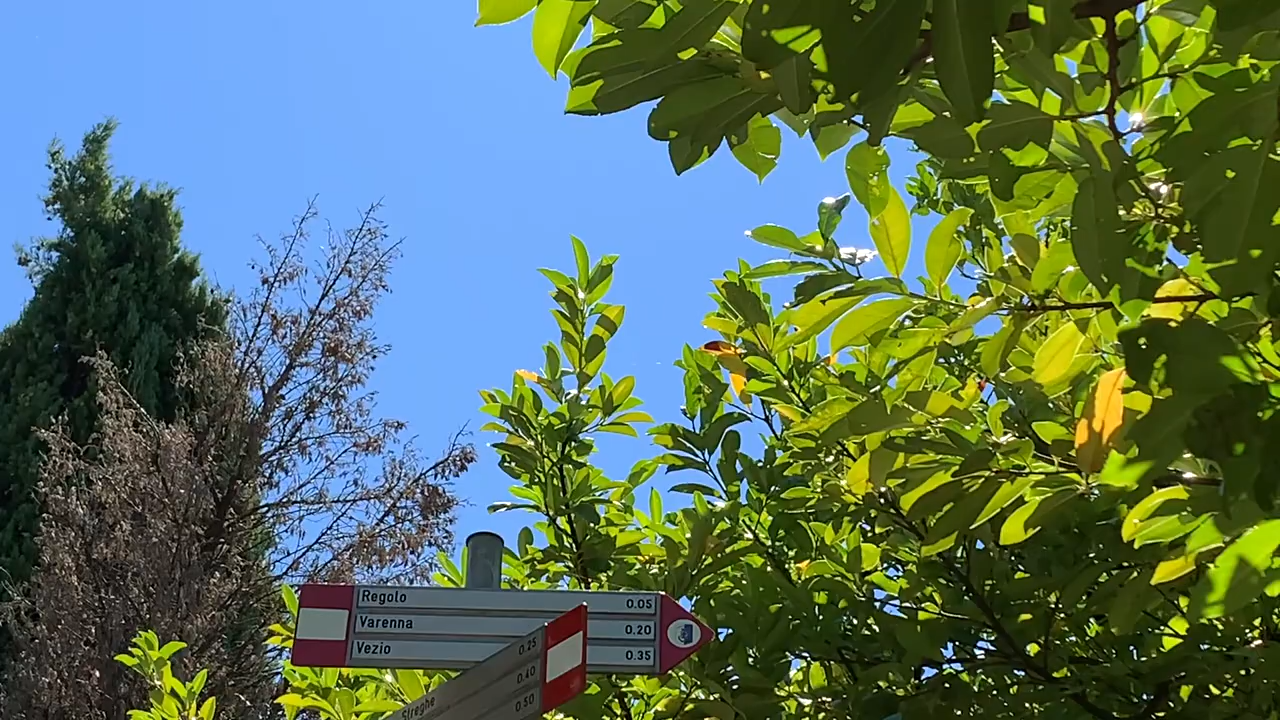 Regolo 0.05
Varenna 0.20
Vezio 0.35
0.25
0.40
Streghe 0.50